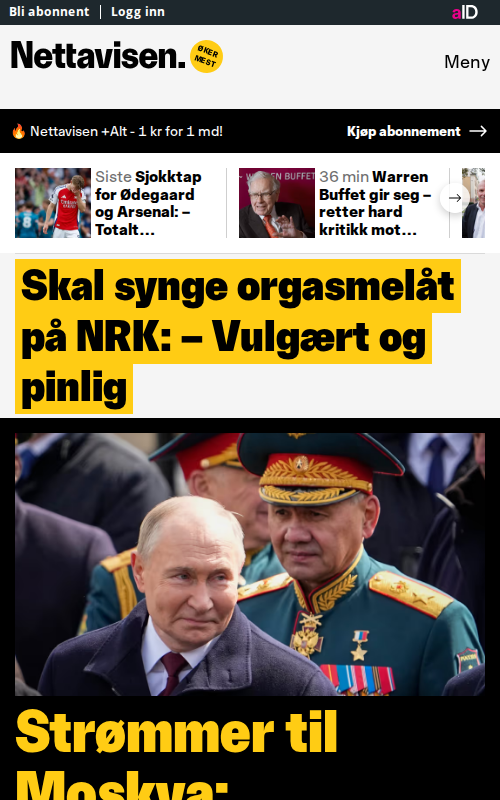 Bli abonnent
Logg inn
aID
Nettavisen.
ØKER
MEST
Meny
🔥 Nettavisen +Alt - 1 kr for 1 md!
Kjøp abonnement
Siste Sjokktap
for Ødegaard
og Arsenal: –
Totalt...
36 min Warren
Buffet gir seg –
retter hard
kritikk mot...
Skal synge orgasmelåt
på NRK: – Vulgært og
pinlig
Strømmer til
Moskva: